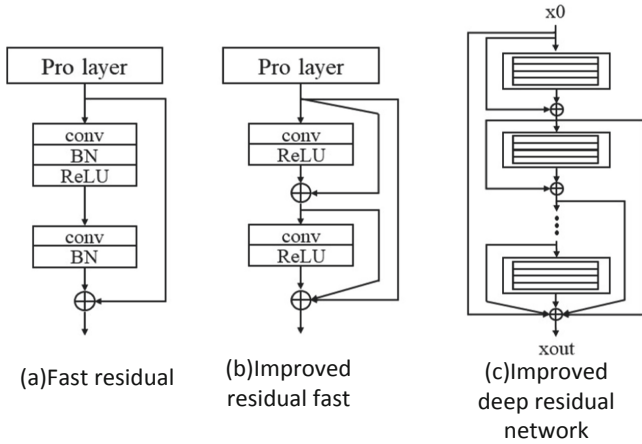 Pro layer
conv
BN
ReLU
conv
BN
(a)Fast residual
Pro layer
conv
ReLU
conv
ReLU
(b)Improved
residual fast
x0
xout
(c)Improved
deep residual
network